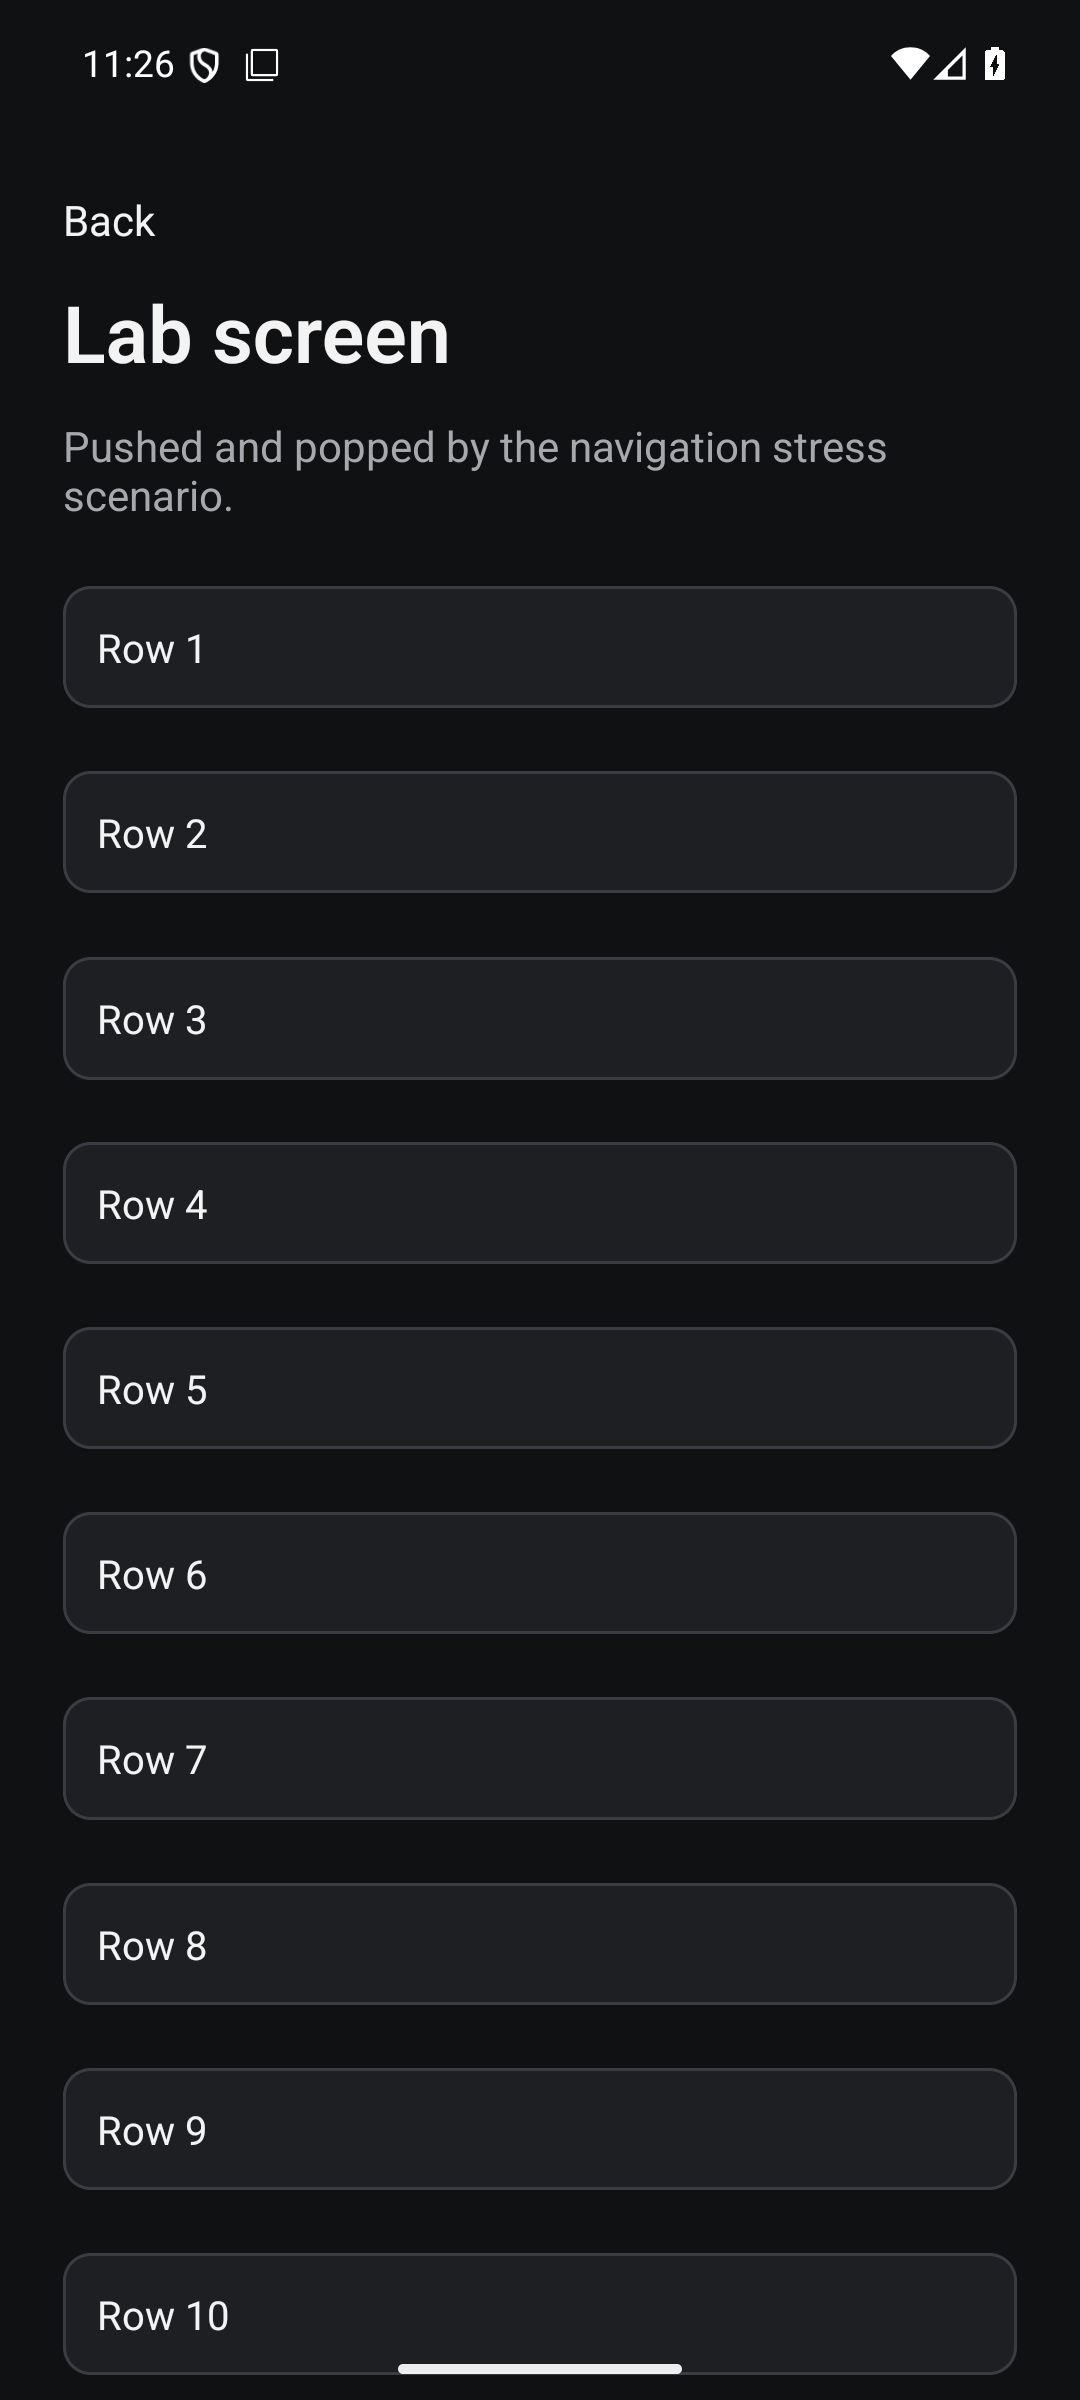 11:26
Back
Lab screen
Pushed and popped by the navigation stress
scenario.
Row 1
Row 2
Row 3
Row 4
Row 5
Row 6
Row 7
Row 8
Row 9
Row 10